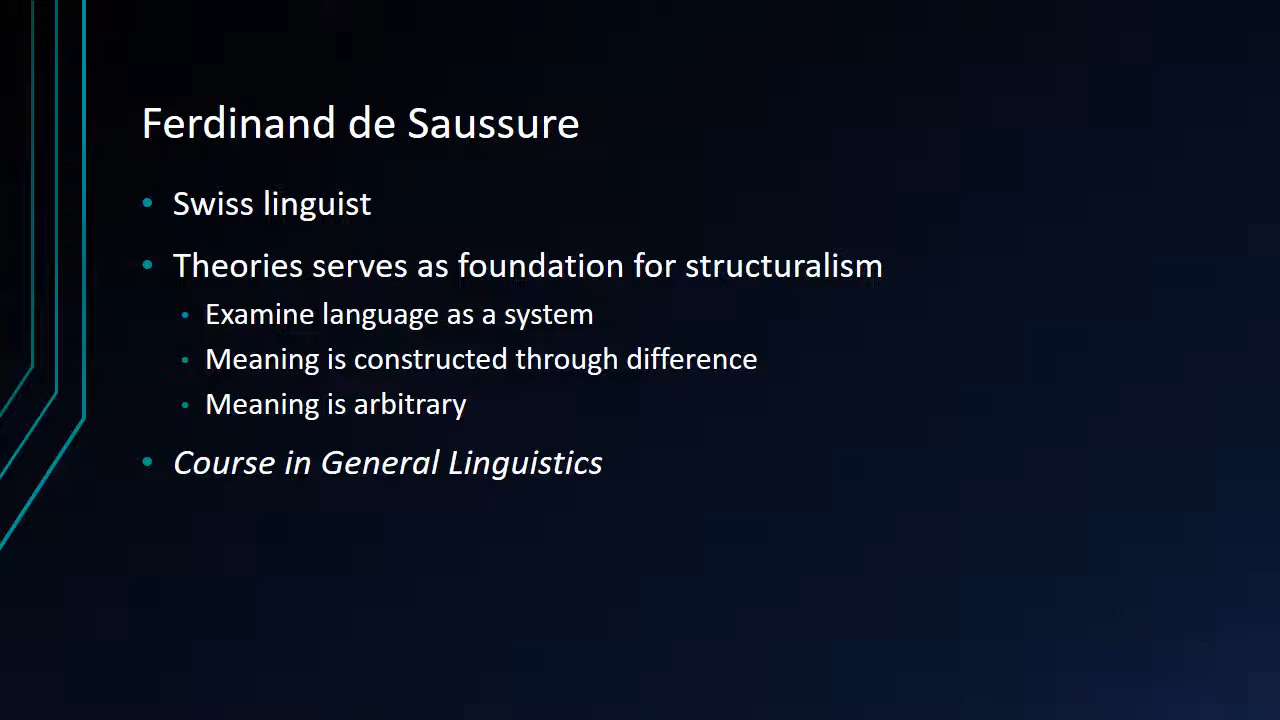 Ferdinand de Saussure
• Swiss linguist
• Theories serves as foundation for structuralism
• Examine language as a system
• Meaning is constructed through difference
• Meaning is arbitrary
• Course in General Linguistics